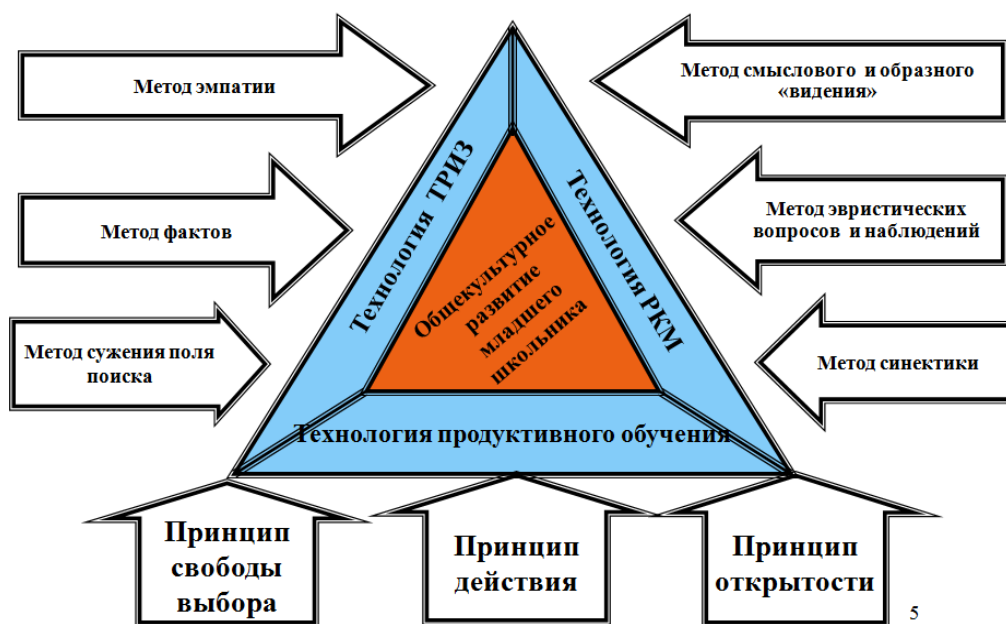 Метод эмпатии
Метод смыслового и образного
«видения»
Метод фактов
Метод эвристических
вопросов и наблюдений
Метод сужения поля
поиска
Метод синектики
Технология ТРИЗ
Технология РКМ
Общекультурное
развитие
младшего
школьника
Технология продуктивного обучения
Принцип
свободы
выбора
Принцип
действия
Принцип
открытости
5